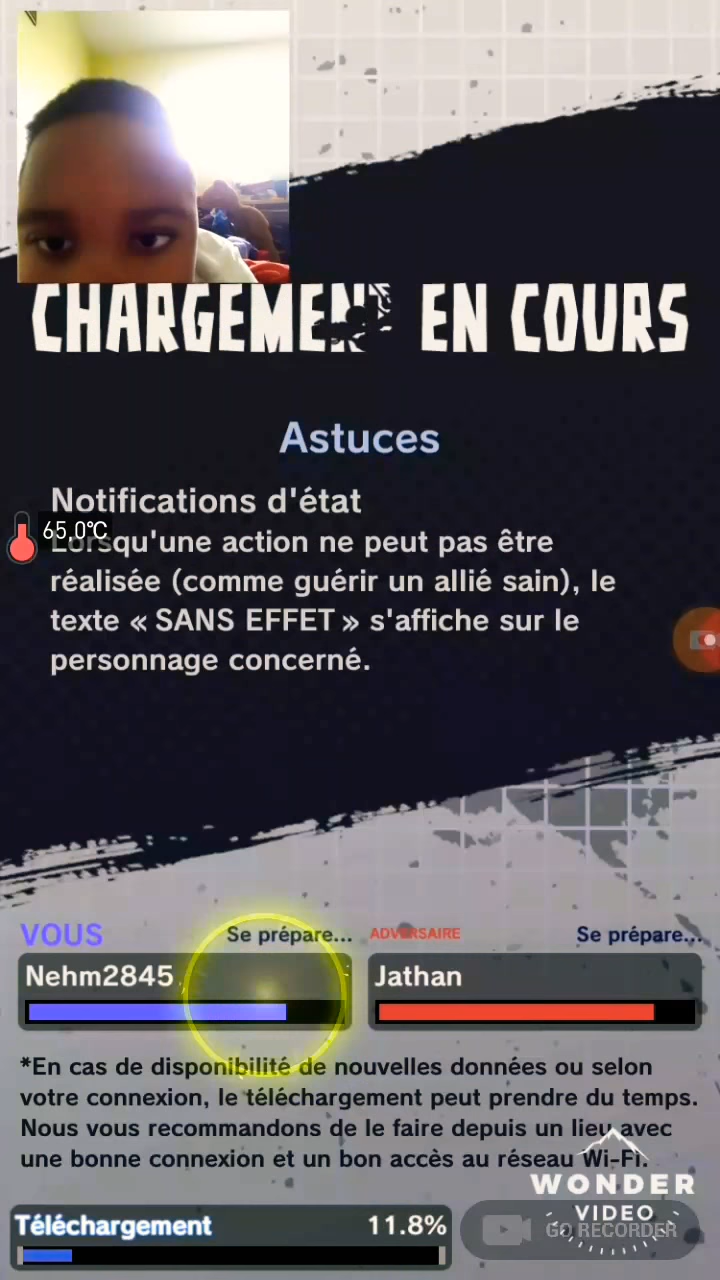 CHARGEMENT EN COURS
Astuces
Notifications d'état
65,0°C
Lorsqu'une action ne peut pas être
réalisée (comme guérir un allié sain), le
texte « SANS EFFET » s'affiche sur le
personnage concerné.
VOUS Se prépare... ADVERSAIRE Se prépare...
Nehm2845 Jathan
*En cas de disponibilité de nouvelles données ou selon
votre connexion, le téléchargement peut prendre du temps.
Nous vous recommandons de le faire depuis un lieu avec
une bonne connexion et un bon accès au réseau Wi-Fi.
WONDER
VIDEO
Téléchargement 11.8%
GO RECORDER